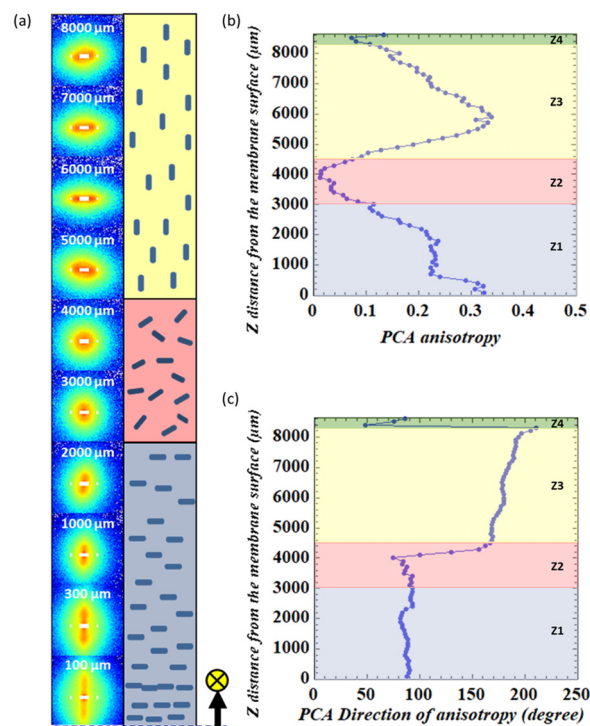 (a)
8000 µm
7000 µm
6000 µm
5000 µm
4000 µm
3000 µm
2000 µm
1000 µm
300 µm
100 µm
(b)
Z distance from the membrane surface (µm)
8000
7000
6000
5000
4000
3000
2000
1000
0
Z4
Z3
Z2
Z1
0 0.1 0.2 0.3 0.4 0.5
PCA anisotropy
(c)
Z distance from the membrane surface (µm)
8000
7000
6000
5000
4000
3000
2000
1000
0
Z4
Z3
Z2
Z1
0 50 100 150 200 250
PCA Direction of anisotropy (degree)